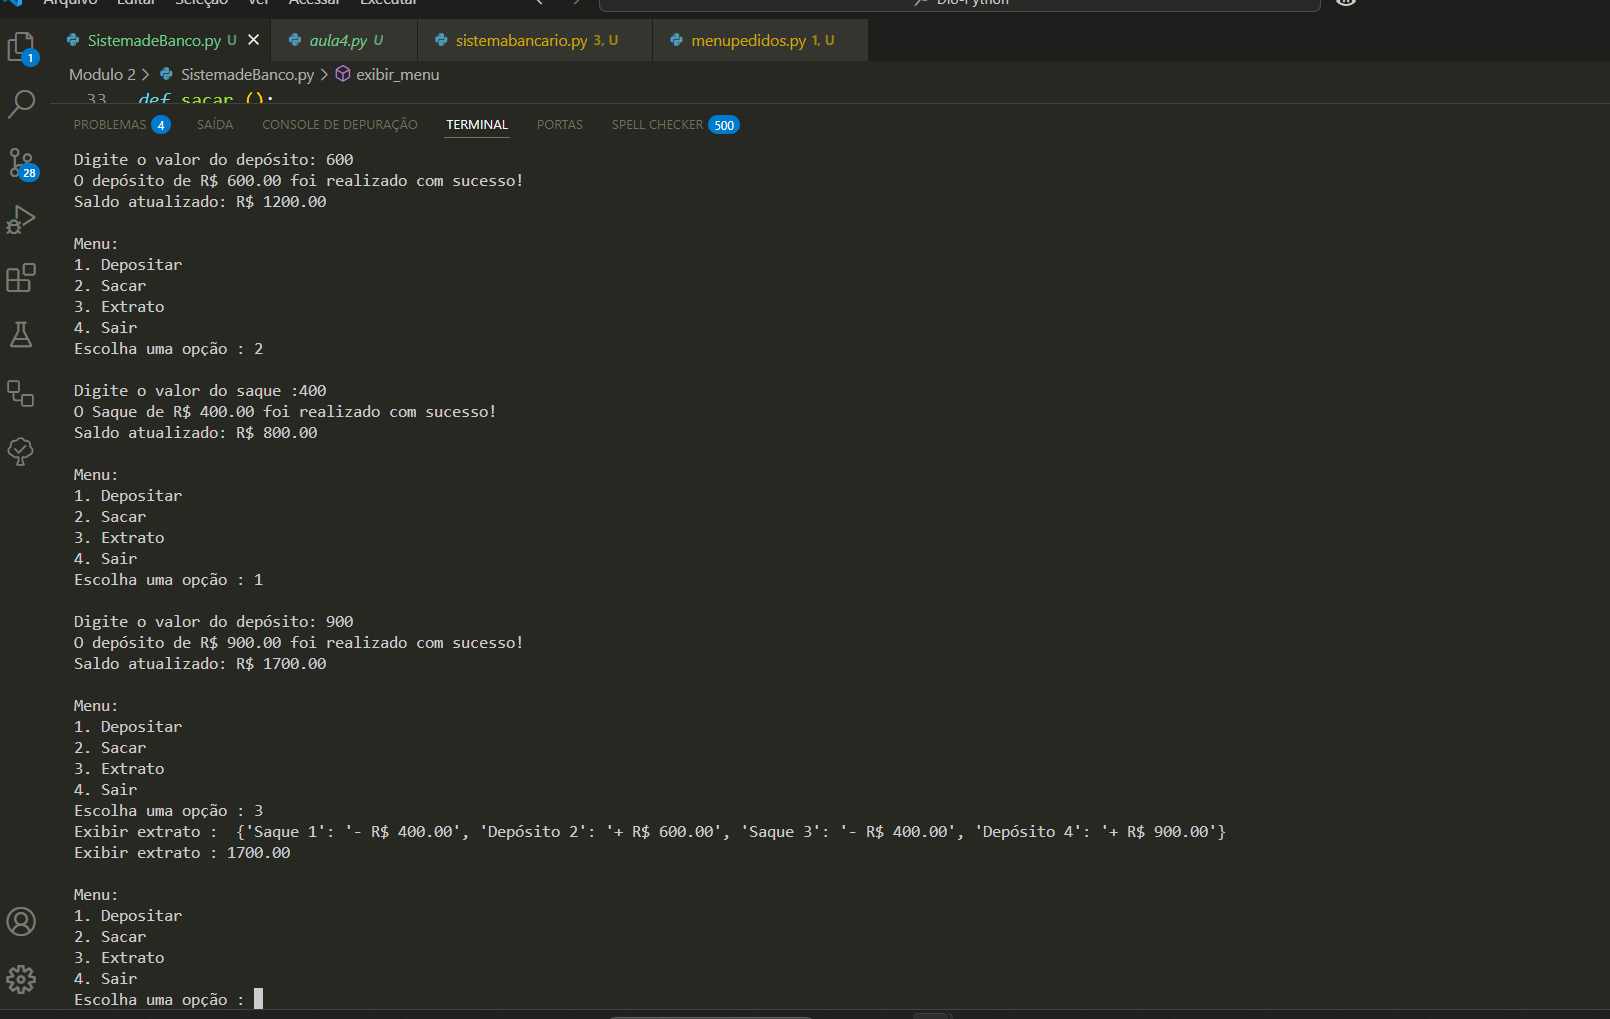 Arquivo Editar Seleção Ver Acessar Executar Dio-Python
SistemadeBanco.py U aula4.py U sistemabancario.py 3, U menupedidos.py 1, U
1
Modulo 2 > SistemadeBanco.py > exibir_menu
33 def sacar ():
PROBLEMAS 4 SAÍDA CONSOLE DE DEPURAÇÃO TERMINAL PORTAS SPELL CHECKER 500
28
Digite o valor do depósito: 600
O depósito de R$ 600.00 foi realizado com sucesso!
Saldo atualizado: R$ 1200.00
Menu:
1. Depositar
2. Sacar
3. Extrato
4. Sair
Escolha uma opção : 2
Digite o valor do saque :400
O Saque de R$ 400.00 foi realizado com sucesso!
Saldo atualizado: R$ 800.00
Menu:
1. Depositar
2. Sacar
3. Extrato
4. Sair
Escolha uma opção : 1
Digite o valor do depósito: 900
O depósito de R$ 900.00 foi realizado com sucesso!
Saldo atualizado: R$ 1700.00
Menu:
1. Depositar
2. Sacar
3. Extrato
4. Sair
Escolha uma opção : 3
Exibir extrato :  {'Saque 1': '- R$ 400.00', 'Depósito 2': '+ R$ 600.00', 'Saque 3': '- R$ 400.00', 'Depósito 4': '+ R$ 900.00'}
Exibir extrato : 1700.00
Menu:
1. Depositar
2. Sacar
3. Extrato
4. Sair
Escolha uma opção :